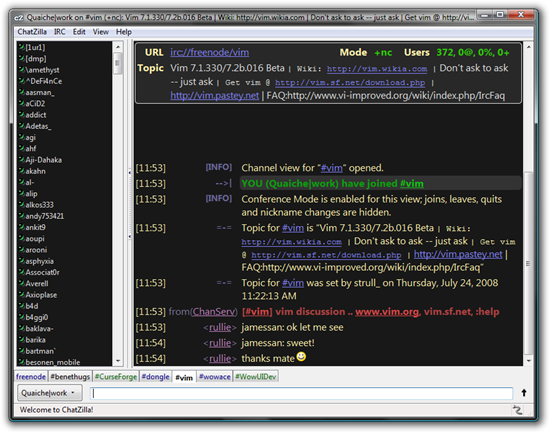 Quaiche|work on #vim (+nc): Vim 7.1.330/7.2b.016 Beta | Wiki: http://vim.wikia.com | Don't ask to ask -- just ask | Get vim @ http://vi...
ChatZilla IRC Edit View Help
[1ur1]
[dmp]
\amethyst
^DeFi4nCe
aasman_
aCiD2
addict
Adetas_
agi
ahf
Aji-Dahaka
akahn
al-
alip
alkos333
andy753421
ankit9
aoupi
arooni
asphyxia
Associat0r
Averell
Axioplase
b4d
b4ggi0
baklava-
barika
bartman`
besonen_mobile
URL irc://freenode/vim Mode +nc Users 372, 0@, 0%, 0+
Topic Vim 7.1.330/7.2b.016 Beta | Wiki: http://vim.wikia.com | Don't ask to ask
-- just ask | Get vim @ http://vim.sf.net/download.php |
http://vim.pastey.net | FAQ:http://www.vi-improved.org/wiki/index.php/IrcFaq
[11:53] [INFO] Channel view for "#vim" opened.
[11:53] -->| YOU (Quaiche|work) have joined #vim
[11:53] [INFO] Conference Mode is enabled for this view; joins, leaves, quits
and nickname changes are hidden.
[11:53] =-= Topic for #vim is "Vim 7.1.330/7.2b.016 Beta | Wiki:
http://vim.wikia.com | Don't ask to ask -- just ask | Get vim
@ http://vim.sf.net/download.php | http://vim.pastey.net |
FAQ:http://www.vi-improved.org/wiki/index.php/IrcFaq"
[11:53] =-= Topic for #vim was set by strull_ on Thursday, July 24, 2008
11:22:13 AM
[11:53] from(ChanServ) [#vim] vim discussion .. www.vim.org, vim.sf.net, :help
[11:53] <rullie> jamessan: ok let me see
[11:54] <rullie> jamessan: sweet!
[11:54] <rullie> thanks mate
freenode #benethugs #CurseForge #dongle #vim #wowace #WowUIDev
Quaiche|work
Welcome to ChatZilla!